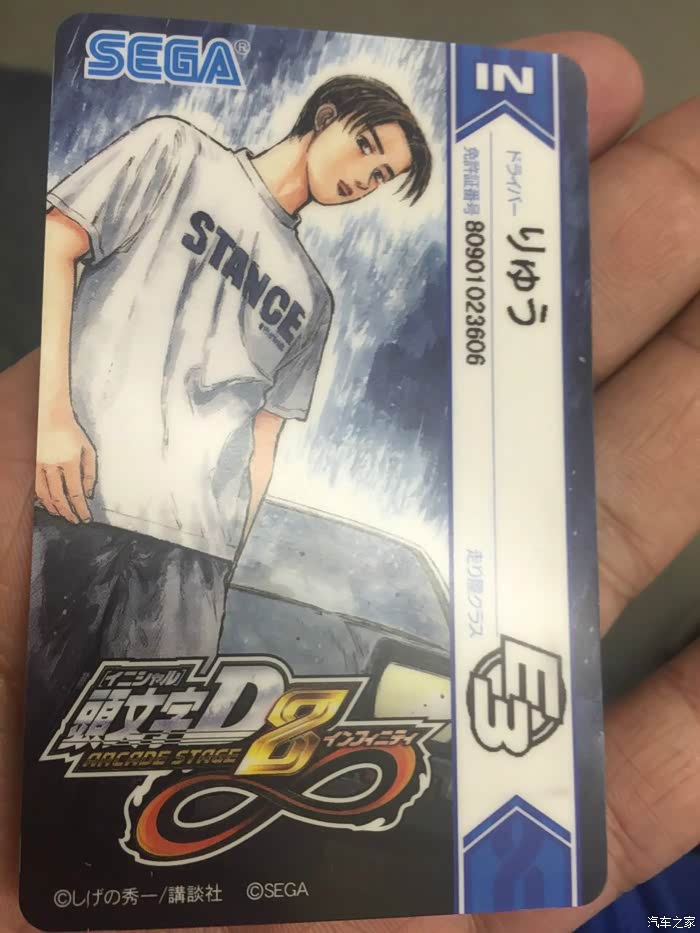 SEGA®
ドライバー りゅう
免許証番号 80901023606
STANCE
走り屋クラス E3
[イニシャル]
頭文字D8
ARCADE STAGE
インフィニティ
©しげの秀一/講談社 ©SEGA
汽车之家